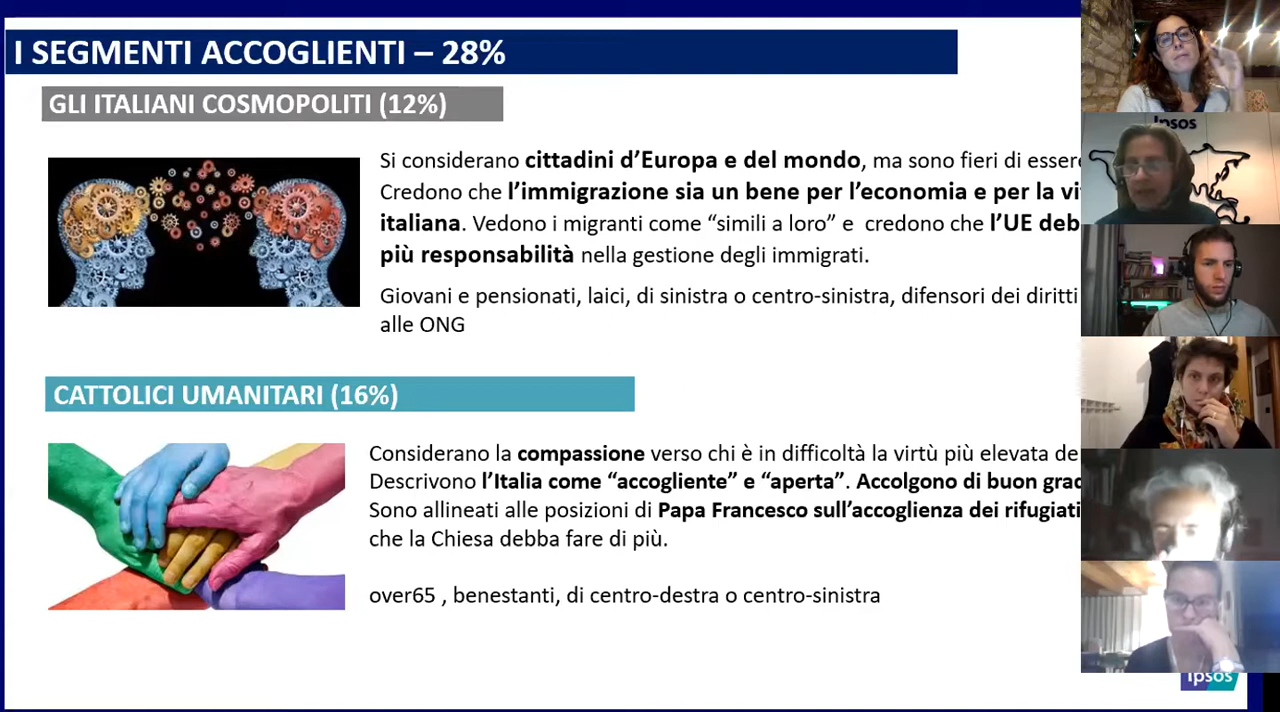 I SEGMENTI ACCOGLIENTI – 28%
GLI ITALIANI COSMOPOLITI (12%)
Si considerano cittadini d'Europa e del mondo, ma sono fieri di
Credono che l'immigrazione sia un bene per l'economia e per la
italiana. Vedono i migranti come “simili a loro” e credono che l'UE
più responsabilità nella gestione degli immigrati.
Giovani e pensionati, laici, di sinistra o centro-sinistra, difensori dei diritti
alle ONG
CATTOLICI UMANITARI (16%)
Considerano la compassione verso chi è in difficoltà la virtù più elevata
Descrivono l'Italia come “accogliente” e “aperta”. Accolgono di buon
Sono allineati alle posizioni di Papa Francesco sull'accoglienza dei rifugiati
che la Chiesa debba fare di più.
over65 , benestanti, di centro-destra o centro-sinistra
Ipsos
Ipsos